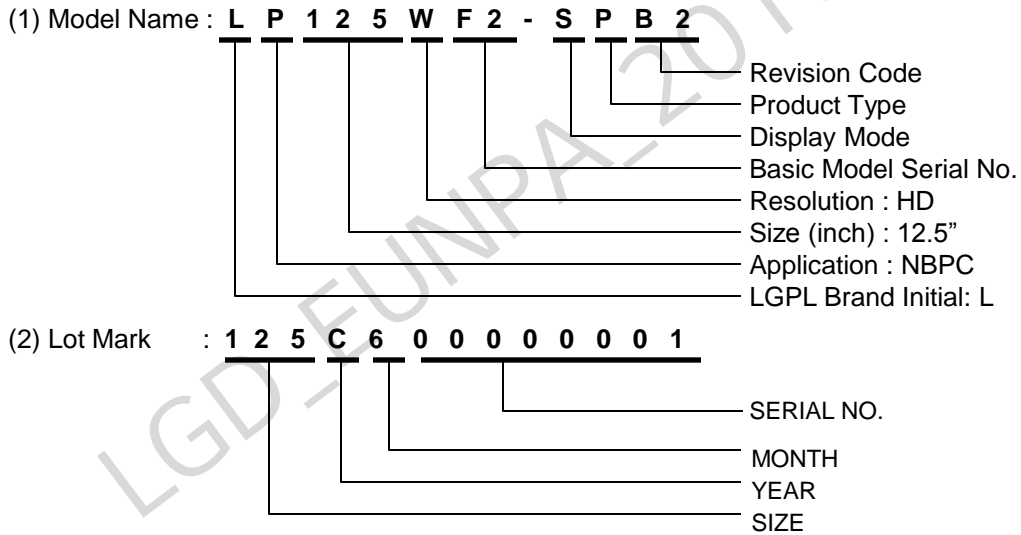 (1) Model Name : L P 1 2 5 W F 2 - S P B 2
Revision Code
Product Type
Display Mode
Basic Model Serial No.
Resolution : HD
Size (inch) : 12.5”
Application : NBPC
LGPL Brand Initial: L
(2) Lot Mark : 1 2 5 C 6 0 0 0 0 0 0 0 1
SERIAL NO.
MONTH
YEAR
SIZE